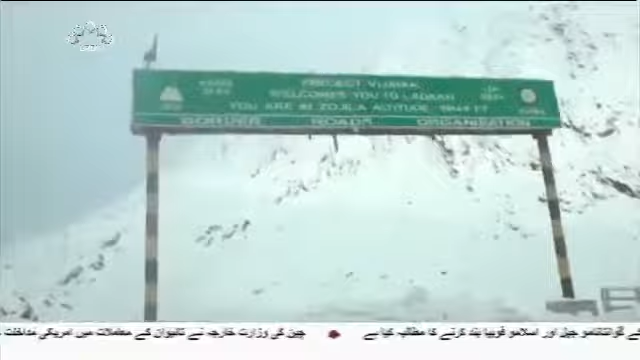 PROJECT VIJAYAK
WELCOMES YOU TO LADAKH
YOU ARE AT ZOJILA ALTITUDE FT
BORDER ROADS ORGANISATION
کے گوانتانامو جیل اور اسلامو فوبیا بند کرنے کا مطالبہ کیا ہے
چین کی وزارت خارجہ نے تائیوان کے معاملات میں امریکی مداخلت